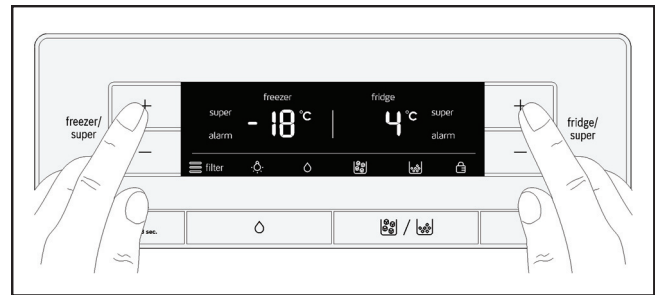 freezer
fridge
super
- 18 °C
4 °C
super
alarm
alarm
filter
freezer/
super
+
−
+
−
fridge/
super
sec.
/